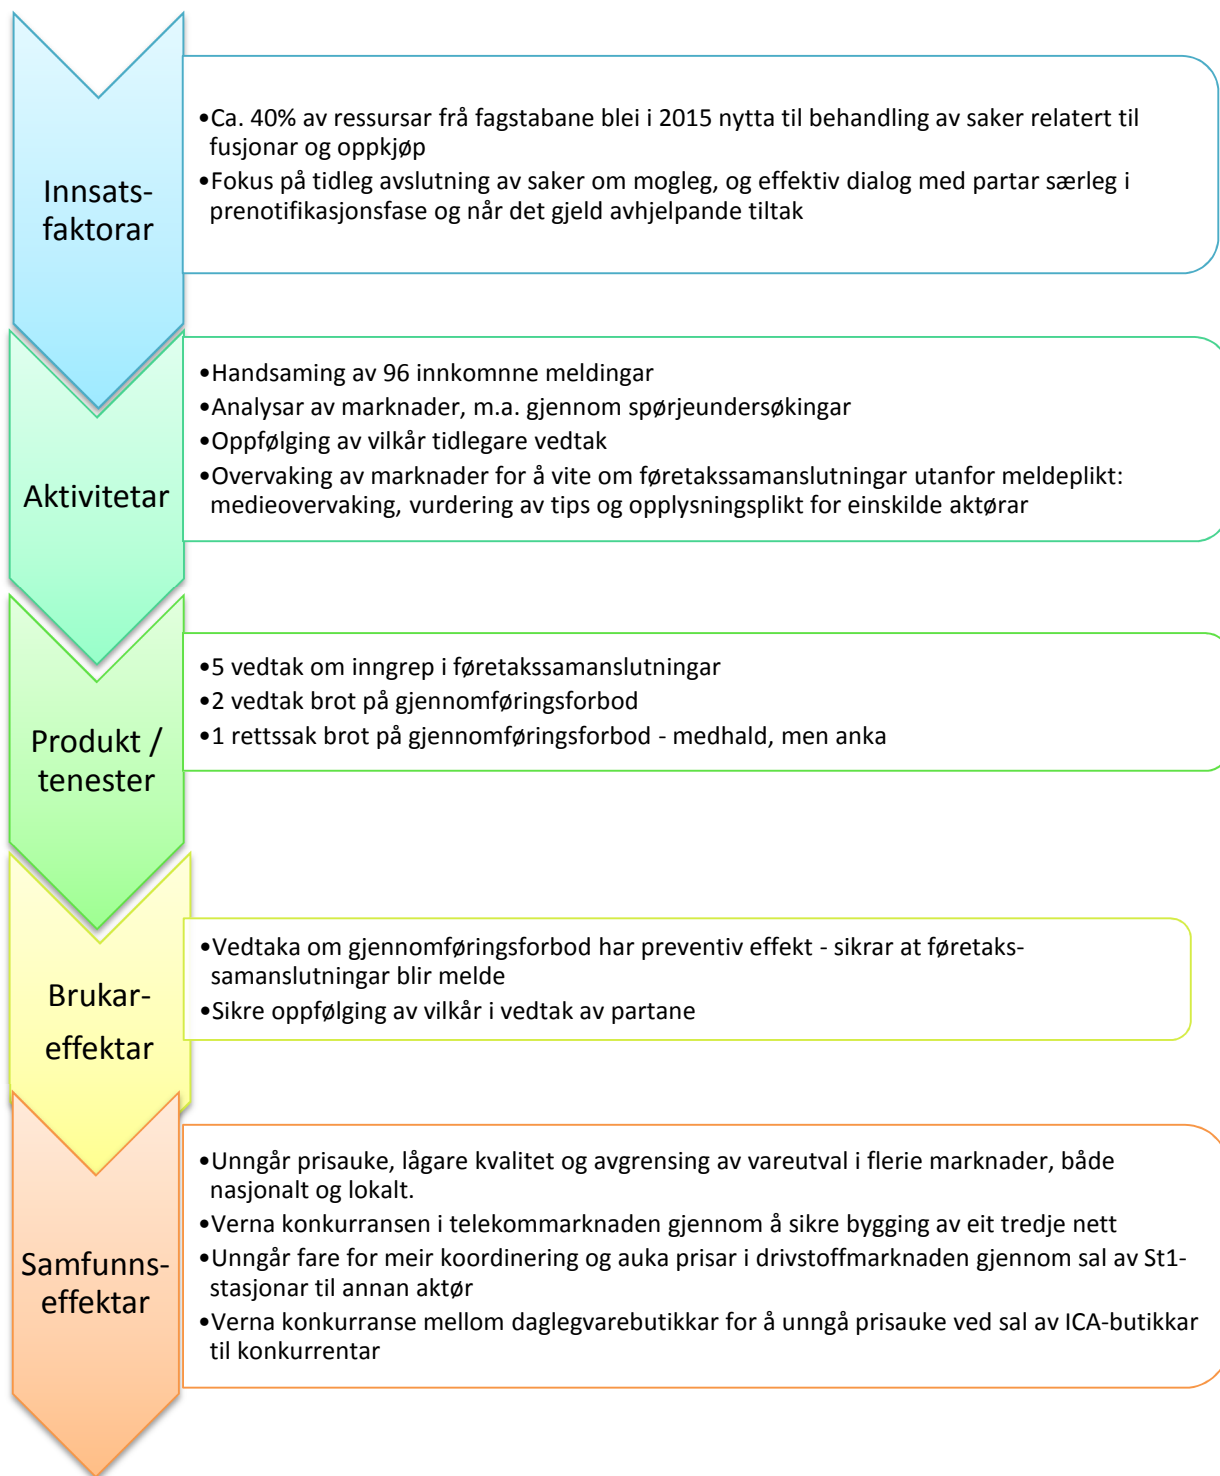 Innsats-
faktorar
•Ca. 40% av ressursar frå fagstabane blei i 2015 nytta til behandling av saker relatert til
fusjonar og oppkjøp
•Fokus på tidleg avslutning av saker om mogleg, og effektiv dialog med partar særleg i
prenotifikasjonsfase og når det gjeld avhjelpande tiltak
Aktivitetar
•Handsaming av 96 innkomnne meldingar
•Analysar av marknader, m.a. gjennom spørjeundersøkingar
•Oppfølging av vilkår tidlegare vedtak
•Overvaking av marknader for å vite om føretakssamanslutningar utanfor meldeplikt:
medieovervaking, vurdering av tips og opplysningsplikt for einskilde aktørar
Produkt /
tenester
•5 vedtak om inngrep i føretakssamanslutningar
•2 vedtak brot på gjennomføringsforbod
•1 rettssak brot på gjennomføringsforbod - medhald, men anka
Brukar-
effektar
•Vedtaka om gjennomføringsforbod har preventiv effekt - sikrar at føretaks-
samanslutningar blir melde
•Sikre oppfølging av vilkår i vedtak av partane
Samfunns-
effektar
•Unngår prisauke, lågare kvalitet og avgrensing av vareutval i flerie marknader, både
nasjonalt og lokalt.
•Verna konkurransen i telekommarknaden gjennom å sikre bygging av eit tredje nett
•Unngår fare for meir koordinering og auka prisar i drivstoffmarknaden gjennom sal av St1-
stasjonar til annan aktør
•Verna konkurranse mellom daglegvarebutikkar for å unngå prisauke ved sal av ICA-butikkar
til konkurrentar